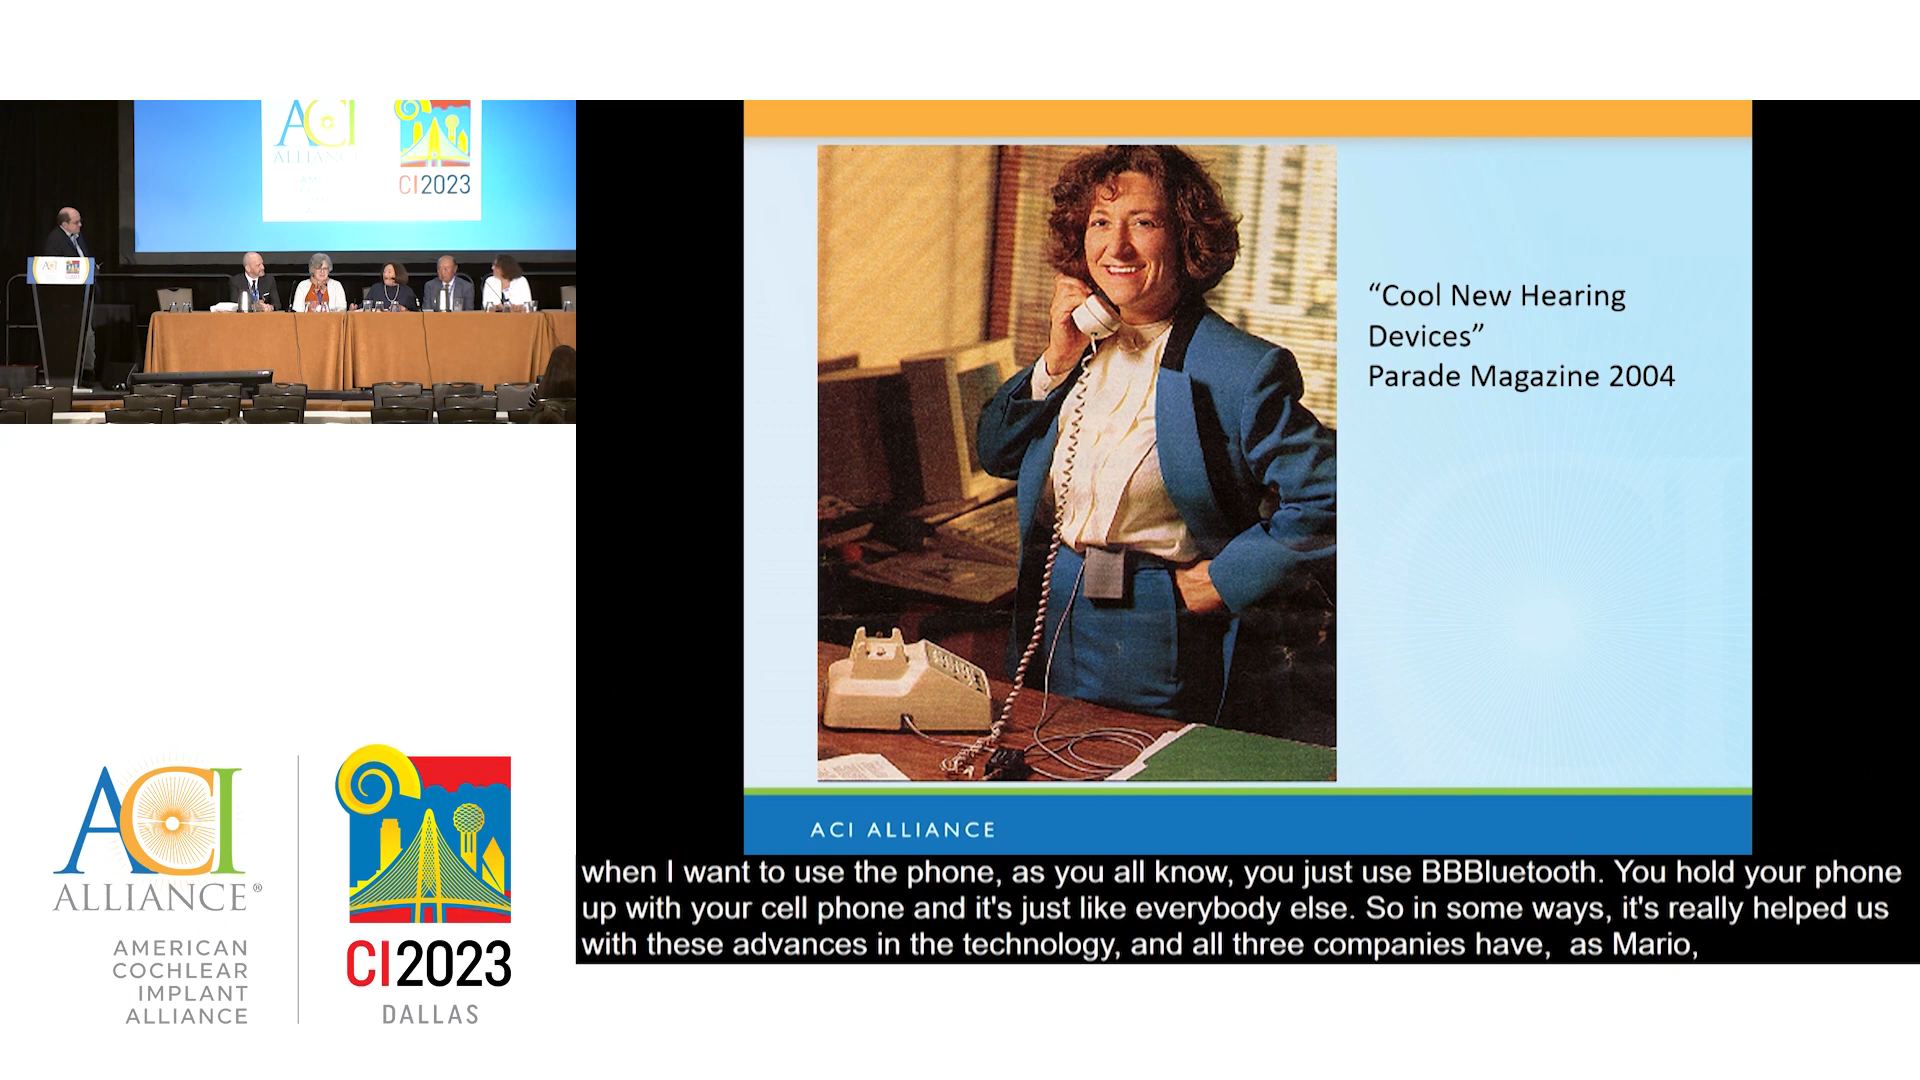 ACI
ALLIANCE
CI2023
ACI
“Cool New Hearing
Devices”
Parade Magazine 2004
ACI ALLIANCE
when I want to use the phone, as you all know, you just use BBBluetooth. You hold your phone
up with your cell phone and it's just like everybody else. So in some ways, it's really helped us
with these advances in the technology, and all three companies have,  as Mario,
ACI
ALLIANCE®
AMERICAN
COCHLEAR
IMPLANT
ALLIANCE
CI2023
DALLAS